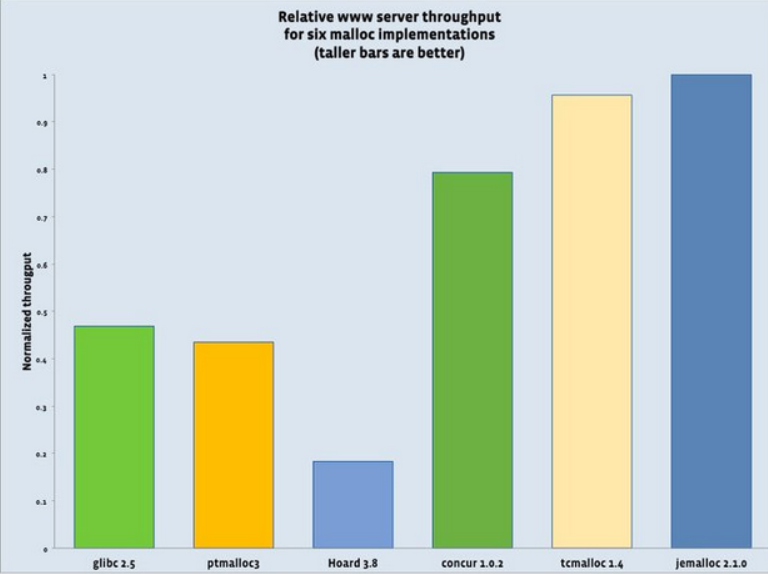 Relative www server throughput
for six malloc implementations
(taller bars are better)
Normalized througput
1
0.9
0.8
0.7
0.6
0.5
0.4
0.3
0.2
0.1
0
glibc 2.5 ptmalloc3 Hoard 3.8 concur 1.0.2 tcmalloc 1.4 jemalloc 2.1.0